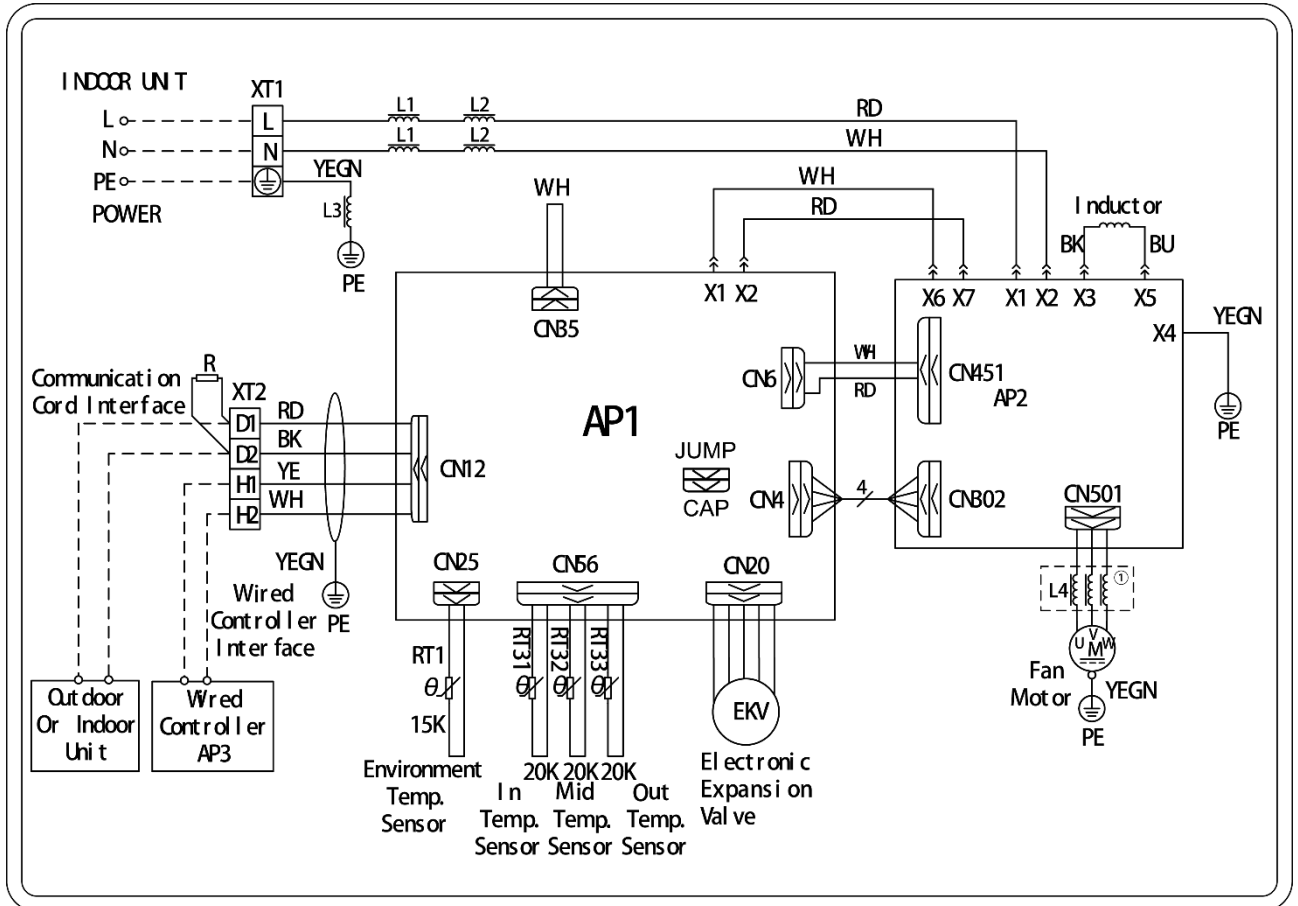 INDOOR UNIT
XT1
L
L
L1
L2
RD
N
N
L1
L2
WH
PE
YEGN
POWER
L3
PE
WH
CN35
WH
RD
X1 X2
Inductor
BK
BU
X6 X7 X1 X2 X3 X5
X4
YEGN
PE
Communication
Cord Interface
R
XT2
D1
RD
D2
BK
H1
YE
H2
WH
CN12
YEGN
PE
Wired
Controller
Interface
AP1
CN6
WH
RD
CN451
AP2
JUMP
CAP
CN4
4
CN302
CN501
L4
①
U
V
W
M
Fan
Motor
YEGN
PE
CN25
CN56
CN20
RT1
θ
15K
RT31
θ
RT32
θ
RT33
θ
20K 20K 20K
EKV
Outdoor
Or Indoor
Unit
Wired
Controller
AP3
Environment
Temp.
Sensor
In
Temp.
Sensor
Mid
Temp.
Sensor
Out
Temp.
Sensor
Electronic
Expansion
Valve